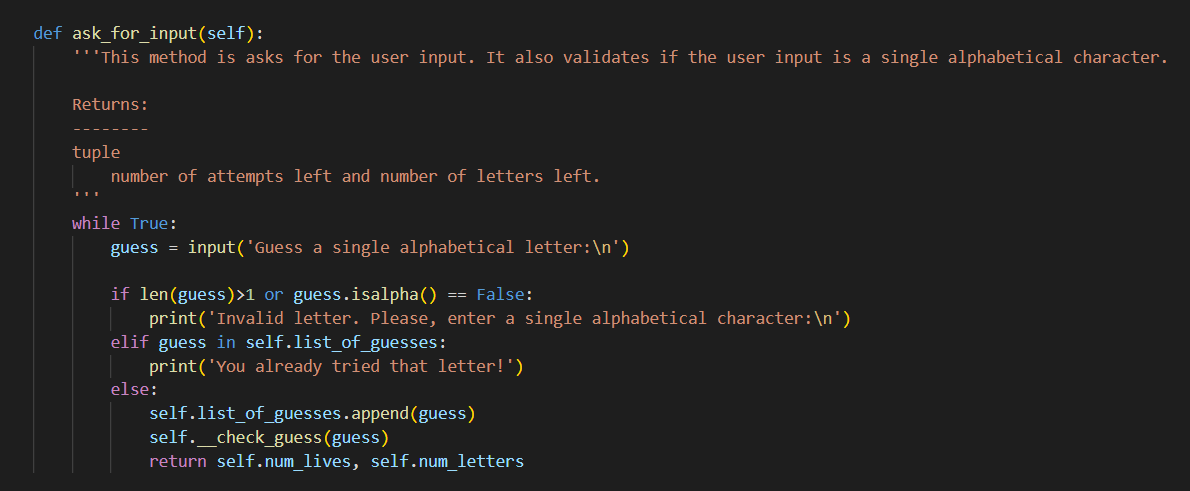 def ask_for_input(self):
'''This method is asks for the user input. It also validates if the user input is a single alphabetical character.
Returns:
--------
tuple
number of attempts left and number of letters left.
'''
while True:
guess = input('Guess a single alphabetical letter:\n')
if len(guess)>1 or guess.isalpha() == False:
print('Invalid letter. Please, enter a single alphabetical character:\n')
elif guess in self.list_of_guesses:
print('You already tried that letter!')
else:
self.list_of_guesses.append(guess)
self.__check_guess(guess)
return self.num_lives, self.num_letters